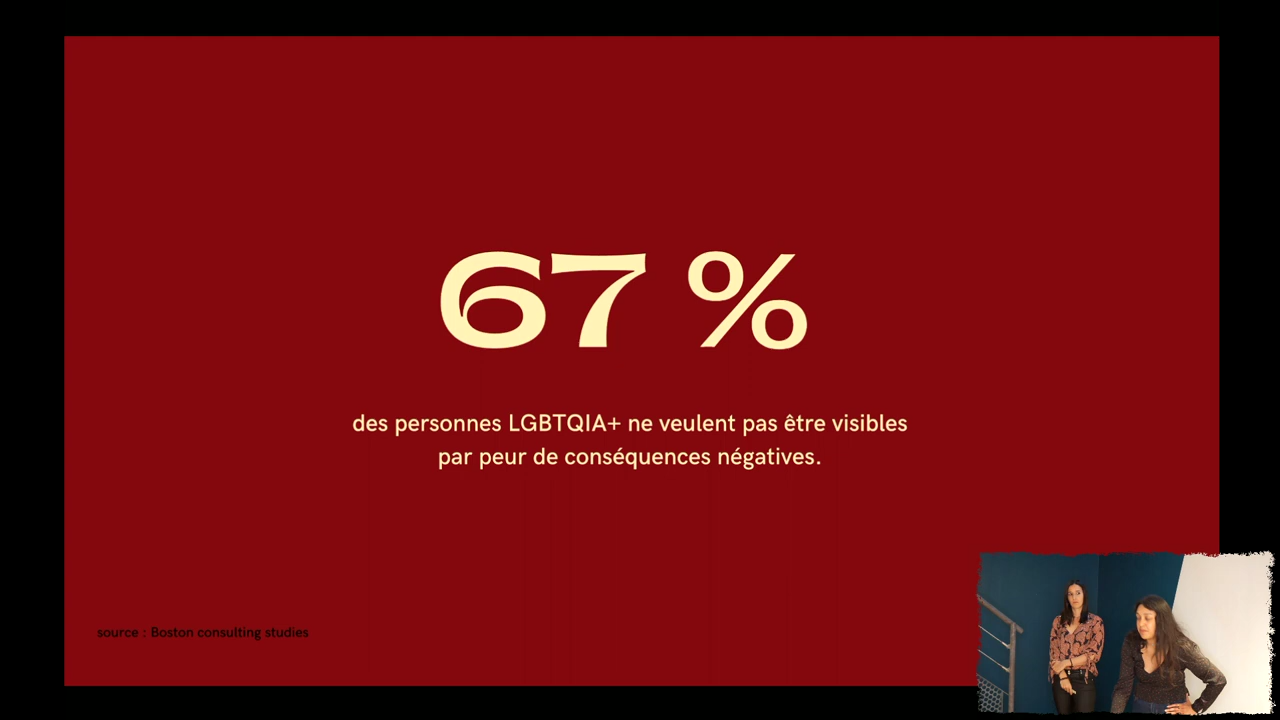 67 %
des personnes LGBTQIA+ ne veulent pas être visibles
par peur de conséquences négatives.
source : Boston consulting studies